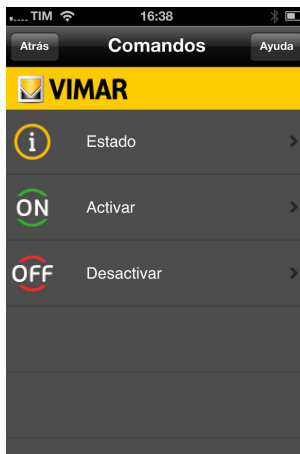 TIM 16:38
Atrás Comandos Ayuda
VIMAR
i Estado
ON Activar
OFF Desactivar